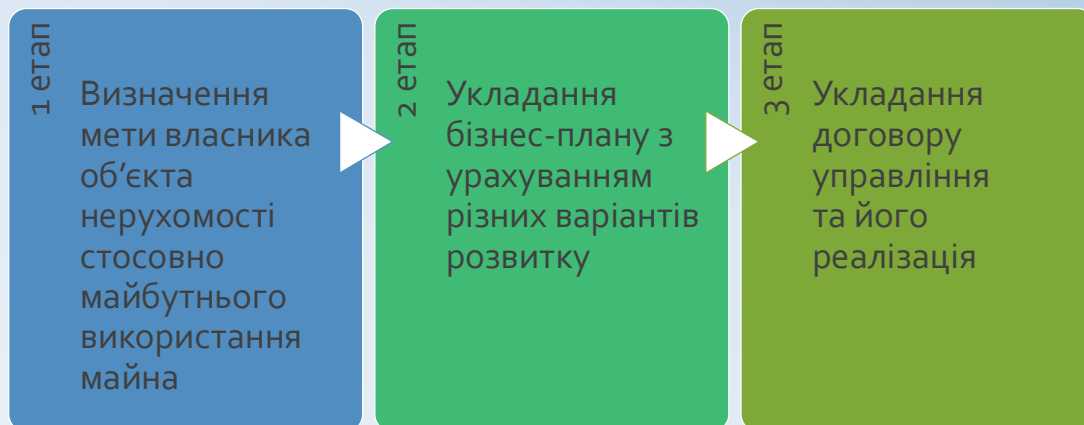 1 етап
Визначення
мети власника
об’єкта
нерухомості
стосовно
майбутнього
використання
майна
2 етап
Укладання
бізнес-плану з
урахуванням
різних варіантів
розвитку
3 етап
Укладання
договору
управління
та його
реалізація